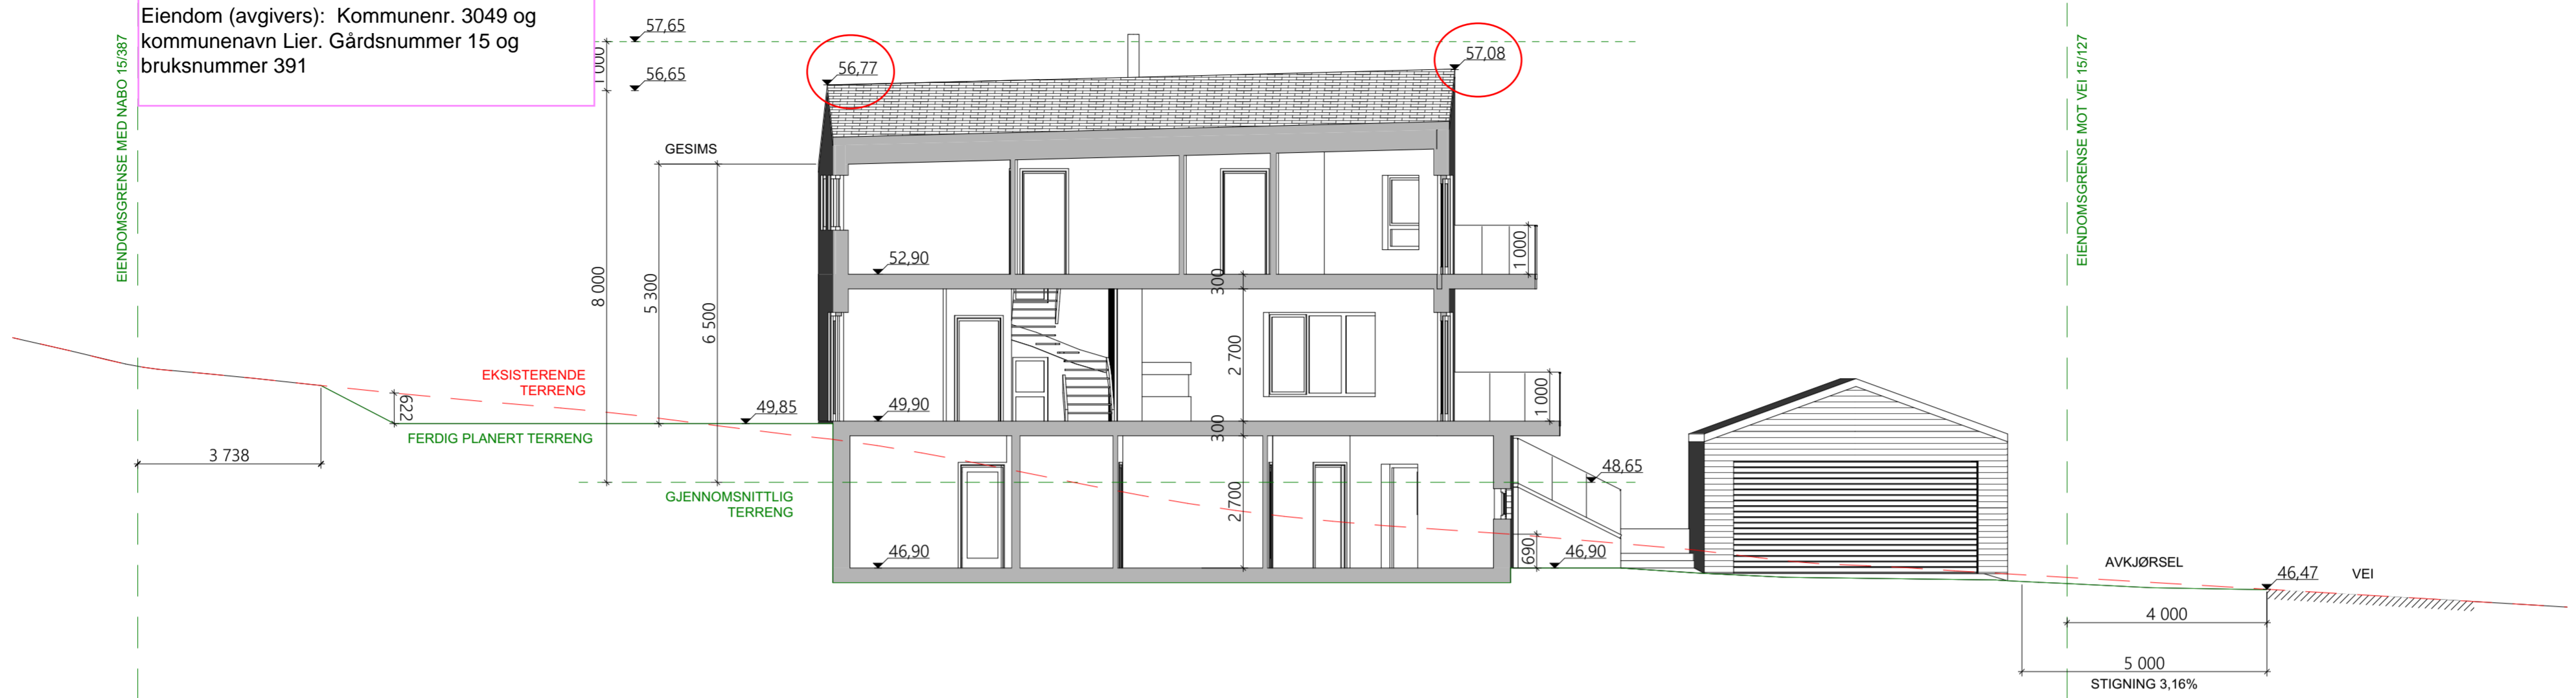 Eiendom (avgivers): Kommunenr. 3049 og
kommunenavn Lier. Gårdsnummer 15 og
bruksnummer 391
EIENDOMSGRENSE MED NABO 15/387
57,65
1 000
56,65
56,77
57,08
EIENDOMSGRENSE MOT VEI 15/127
GESIMS
8 000
5 300
6 500
52,90
300
1 000
EKSISTERENDE
TERRENG
622
49,85
49,90
2 700
1 000
FERDIG PLANERT TERRENG
300
3 738
48,65
GJENNOMSNITTLIG
TERRENG
2 700
46,90
690
46,90
AVKJØRSEL
46,47
VEI
4 000
5 000
STIGNING 3,16%